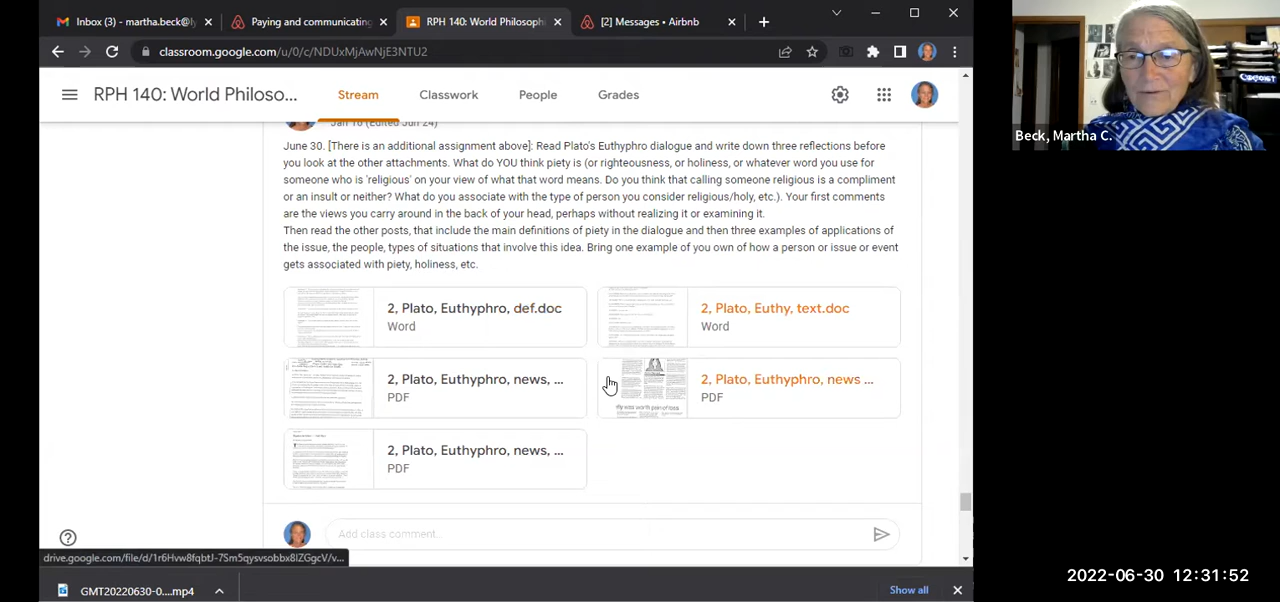 Inbox (3) - martha.beck@ly
Paying and communicating
RPH 140: World Philosoph
[2] Messages • Airbnb
classroom.google.com/u/0/c/NDUxMjAwNjE3NTU2
RPH 140: World Philoso...
Stream
Classwork
People
Grades
Jan 18 (Edited Jun 24)
June 30. [There is an additional assignment above]: Read Plato's Euthyphro dialogue and write down three reflections before
you look at the other attachments. What do YOU think piety is (or righteousness, or holiness, or whatever word you use for
someone who is 'religious' on your view of what that word means. Do you think that calling someone religious is a compliment
or an insult or neither? What do you associate with the type of person you consider religious/holy, etc.). Your first comments
are the views you carry around in the back of your head, perhaps without realizing it or examining it.
Then read the other posts, that include the main definitions of piety in the dialogue and then three examples of applications of
the issue, the people, types of situations that involve this idea. Bring one example of you own of how a person or issue or event
gets associated with piety, holiness, etc.
2, Plato, Euthyphro, def.doc
Word
2, Plato, Euthy, text.doc
Word
2, Plato, Euthyphro, news, ...
PDF
2, Plato, Euthyphro, news ...
PDF
2, Plato, Euthyphro, news, ...
PDF
Add class comment...
drive.google.com/file/d/1r6Hvw8fqbtJ-7Sm5qysvsobbx8IZGgcV/v...
GMT20220630-0....mp4
Show all
Beck, Martha C.
2022-06-30 12:31:52